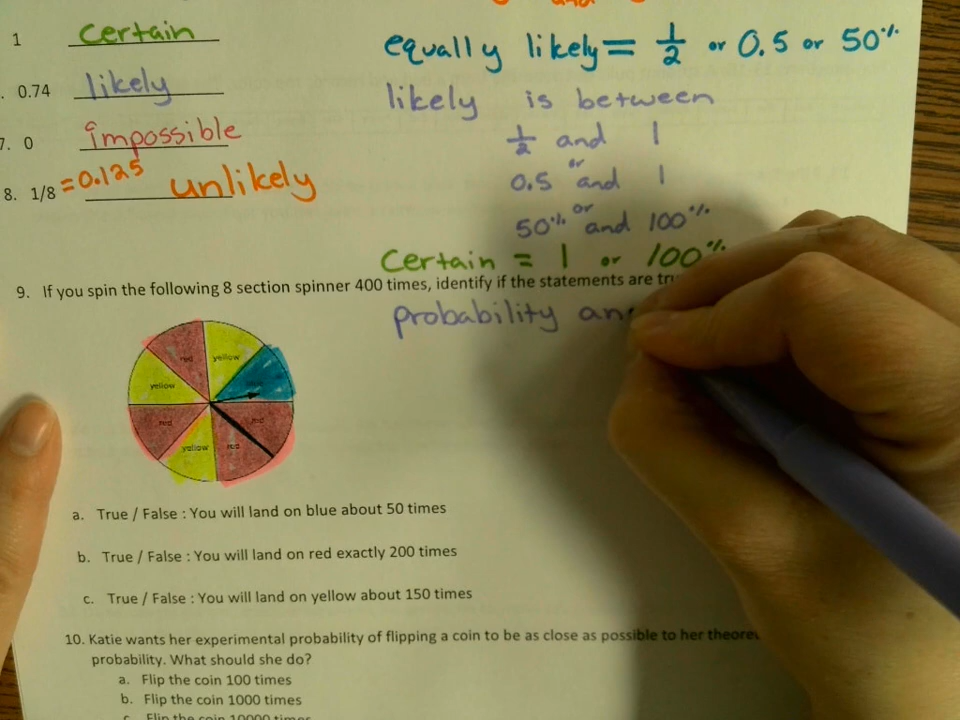 1 certain
equally likely = 1/2 or 0.5 or 50%
. 0.74 likely
likely is between
1/2 and 1
7. 0 impossible
or
0.5 and 1
8. 1/8 = 0.125 unlikely
or
50% and 100%
Certain = 1 or 100%
9. If you spin the following 8 section spinner 400 times, identify if the statements are
probability
red
yellow
yellow
red
red
yellow
red
a. True / False : You will land on blue about 50 times
b. True / False : You will land on red exactly 200 times
c. True / False : You will land on yellow about 150 times
10. Katie wants her experimental probability of flipping a coin to be as close as possible to her
probability. What should she do?
a. Flip the coin 100 times
b. Flip the coin 1000 times
c. Flip the coin 10000 times